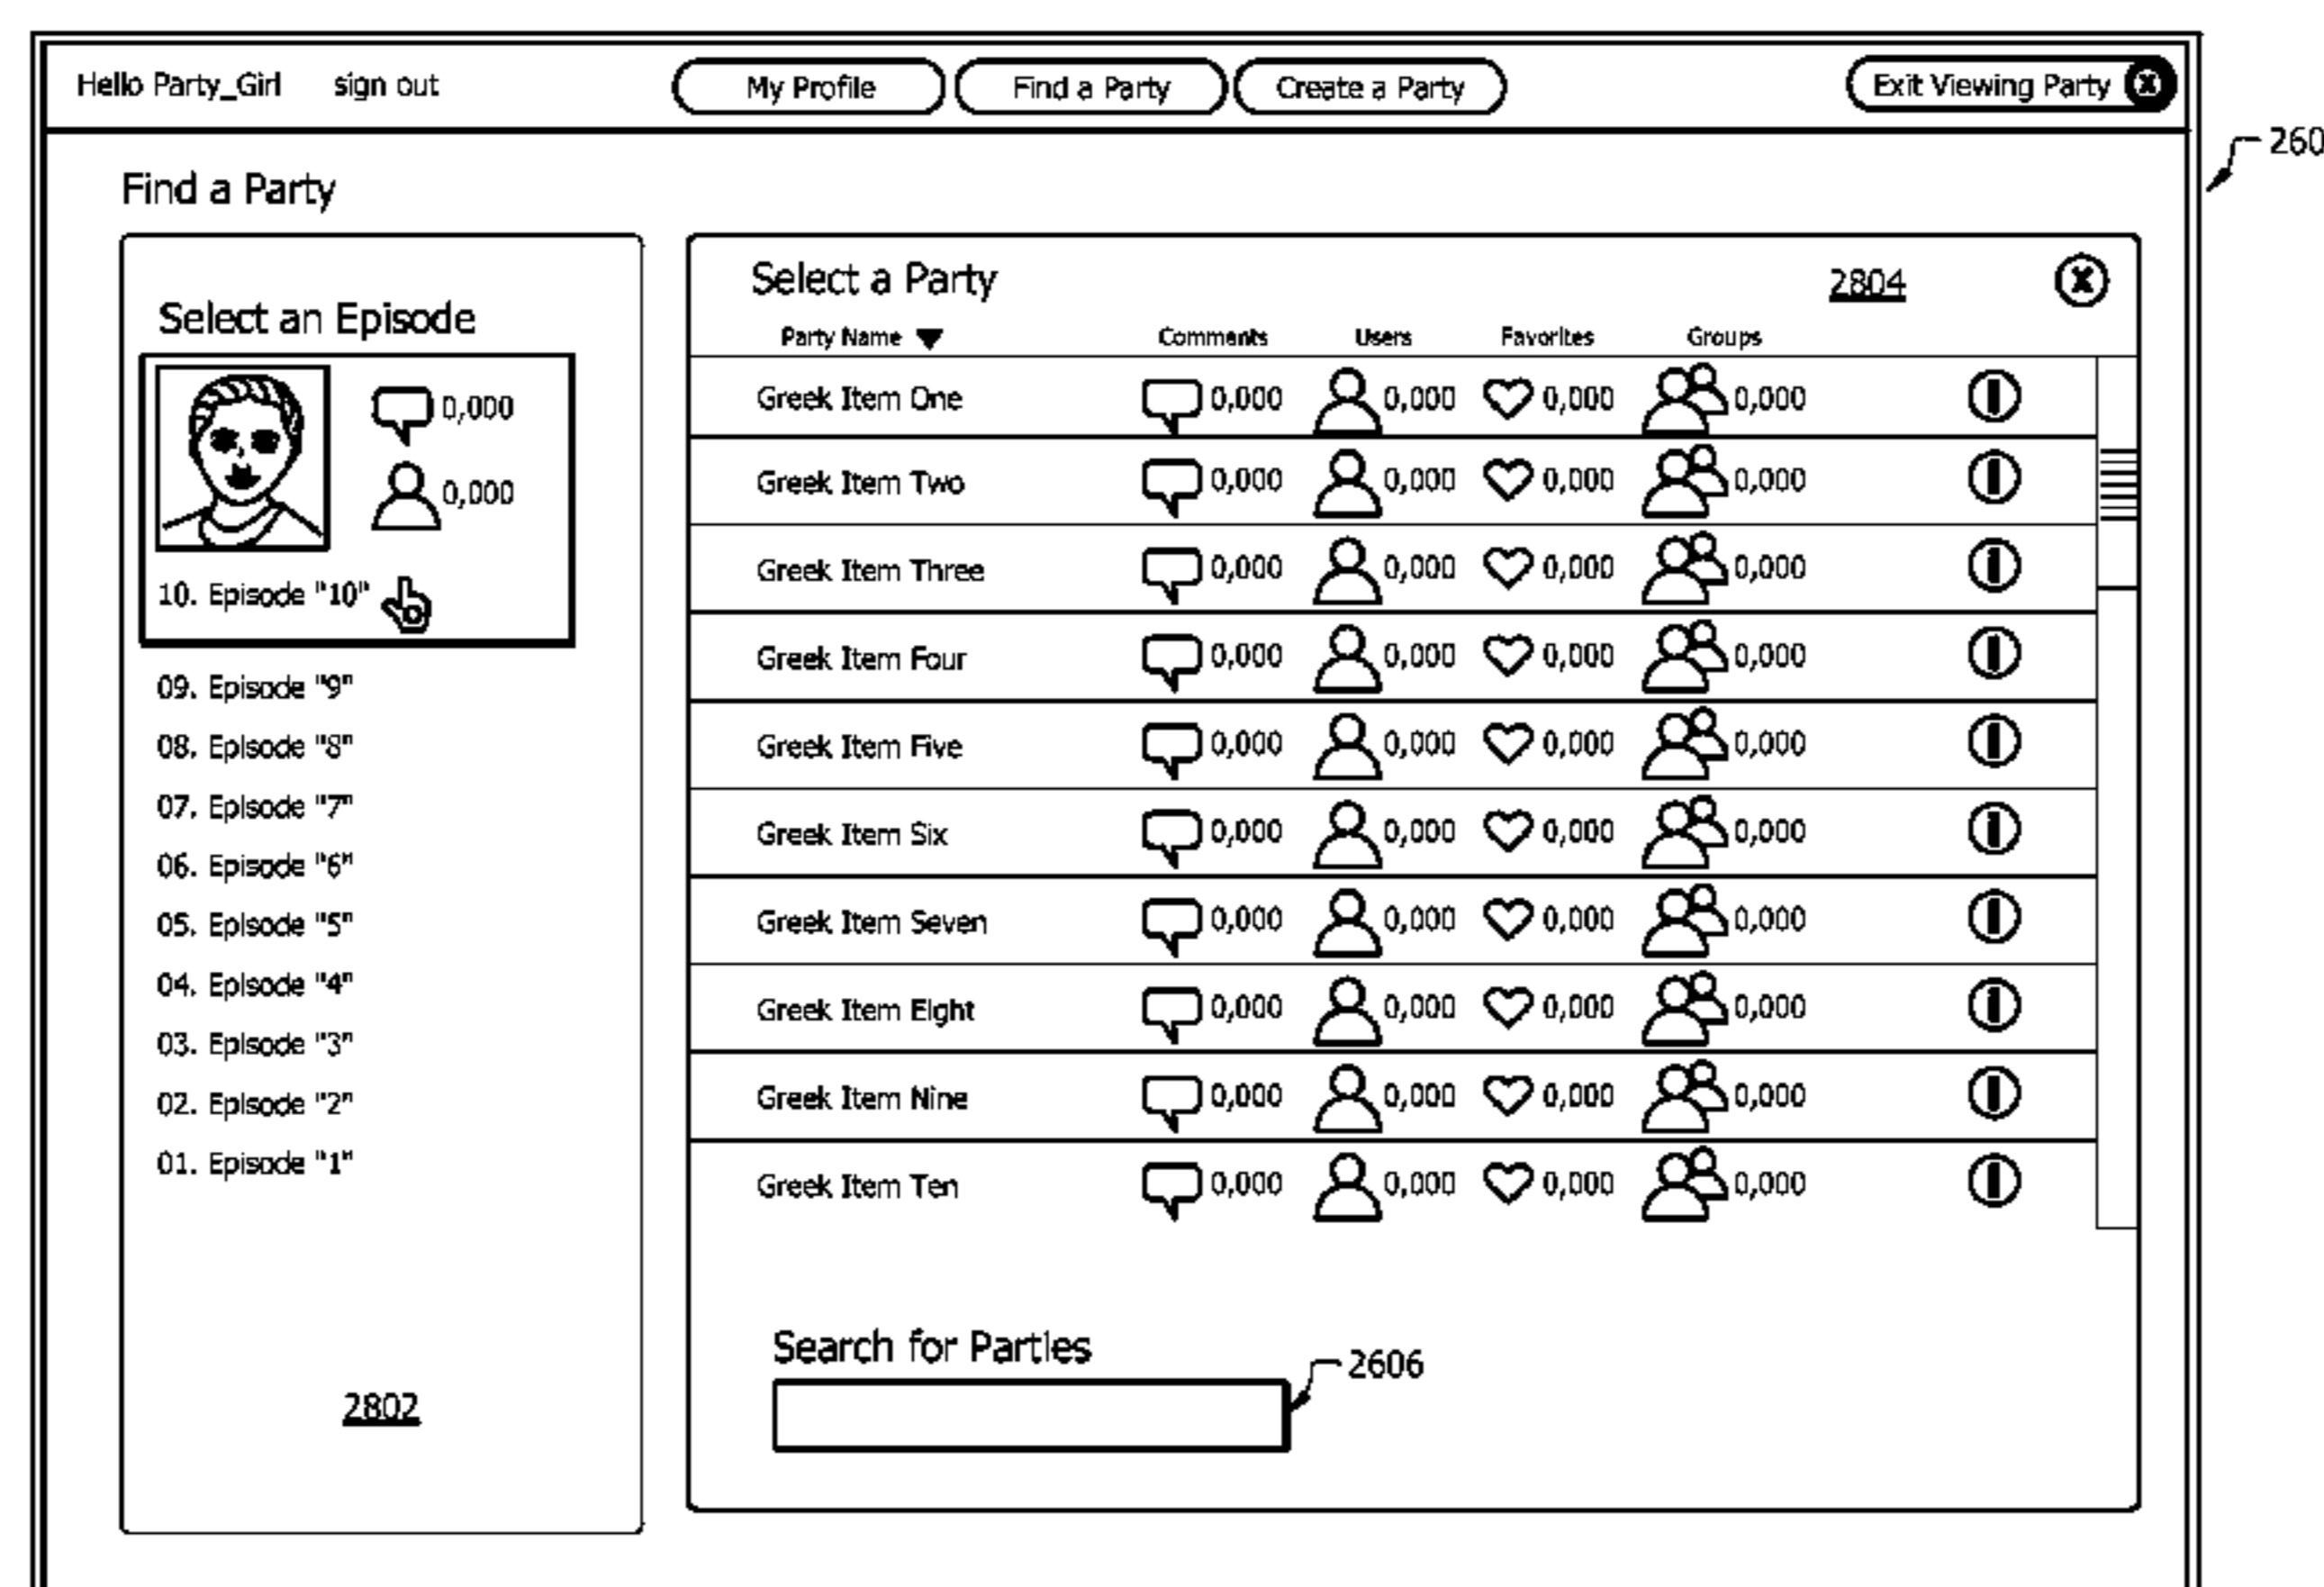 Hello Party_Girl sign out My Profile Find a Party Create a Party Exit Viewing Party X
260
Find a Party
Select an Episode
0,000
0,000
10. Episode "10"
09. Episode "9"
08. Episode "8"
07. Episode "7"
06. Episode "6"
05. Episode "5"
04. Episode "4"
03. Episode "3"
02. Episode "2"
01. Episode "1"
2802
Select a Party 2804 X
Party Name Comments Users Favorites Groups
Greek Item One 0,000 0,000 0,000 0,000
Greek Item Two 0,000 0,000 0,000 0,000
Greek Item Three 0,000 0,000 0,000 0,000
Greek Item Four 0,000 0,000 0,000 0,000
Greek Item Five 0,000 0,000 0,000 0,000
Greek Item Six 0,000 0,000 0,000 0,000
Greek Item Seven 0,000 0,000 0,000 0,000
Greek Item Eight 0,000 0,000 0,000 0,000
Greek Item Nine 0,000 0,000 0,000 0,000
Greek Item Ten 0,000 0,000 0,000 0,000
Search for Parties
2606